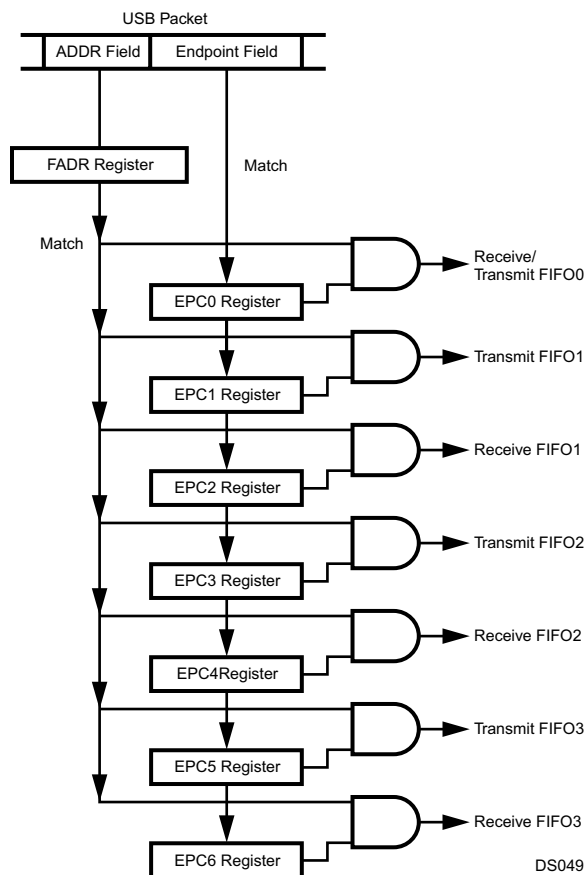 USB Packet
ADDR Field
Endpoint Field
FADR Register
Match
Match
Receive/
Transmit FIFO0
EPC0 Register
Transmit FIFO1
EPC1 Register
Receive FIFO1
EPC2 Register
Transmit FIFO2
EPC3 Register
Receive FIFO2
EPC4Register
Transmit FIFO3
EPC5 Register
Receive FIFO3
EPC6 Register
DS049